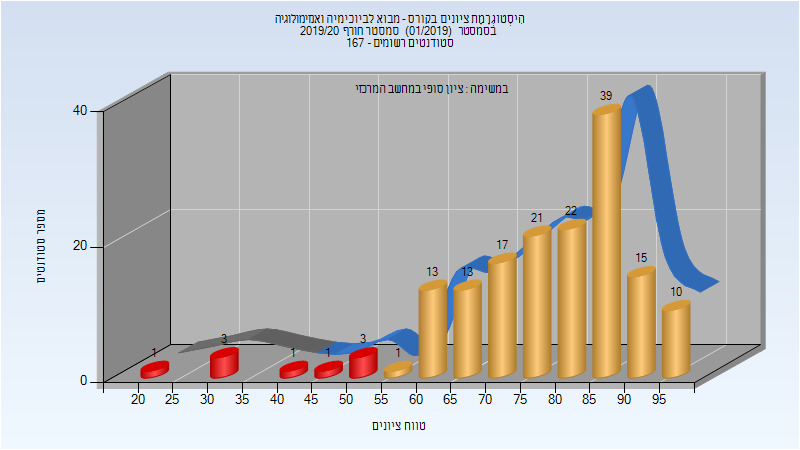 היסטוגרמת ציונים בקורס - מבוא לביוכימיה ואמימולוגיה
בסמסטר (01/2019) סמסטר חורף 2019/20
סטודנטים רשומים - 167
במשימה : ציון סופי במחשב המרכזי
מספר סטודנטים
40
20
0
1
3
1
1
3
1
13
13
17
21
22
39
15
10
20 25 30 35 40 45 50 55 60 65 70 75 80 85 90 95
טווח ציונים